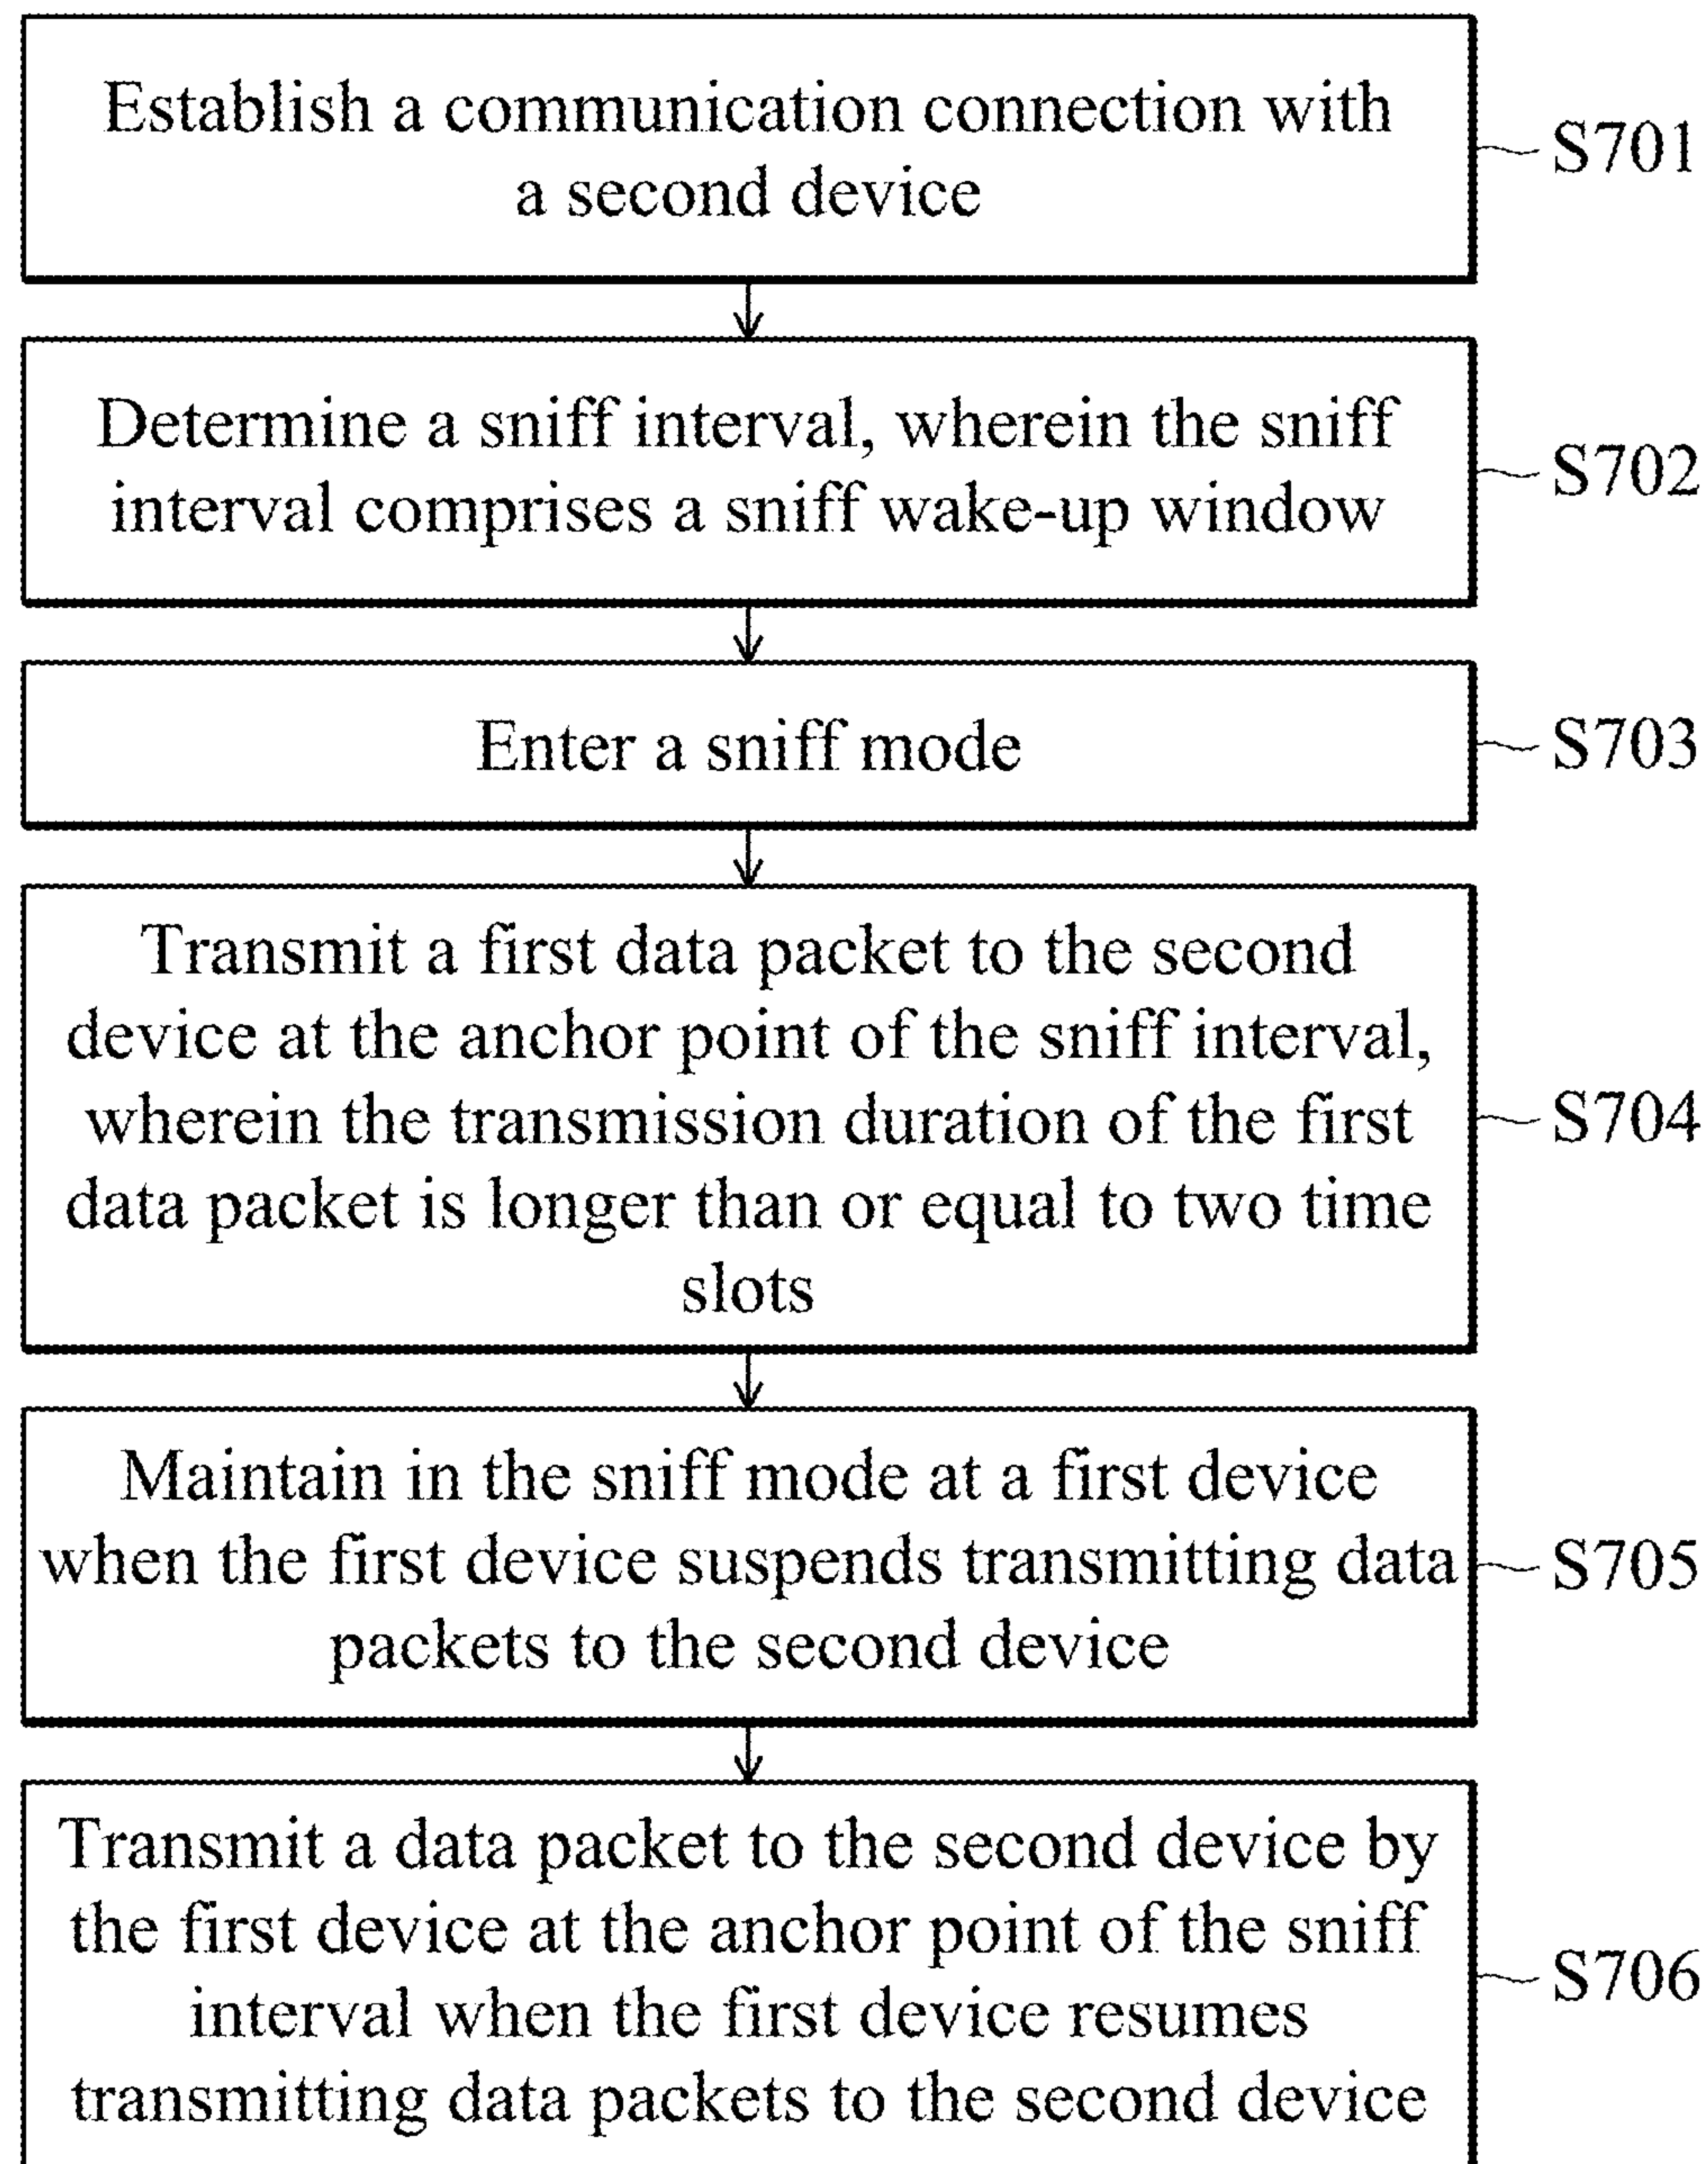 Establish a communication connection with
a second device
S701
Determine a sniff interval, wherein the sniff
interval comprises a sniff wake-up window
S702
Enter a sniff mode
S703
Transmit a first data packet to the second
device at the anchor point of the sniff interval,
wherein the transmission duration of the first
data packet is longer than or equal to two time
slots
S704
Maintain in the sniff mode at a first device
when the first device suspends transmitting data
packets to the second device
S705
Transmit a data packet to the second device by
the first device at the anchor point of the sniff
interval when the first device resumes
transmitting data packets to the second device
S706